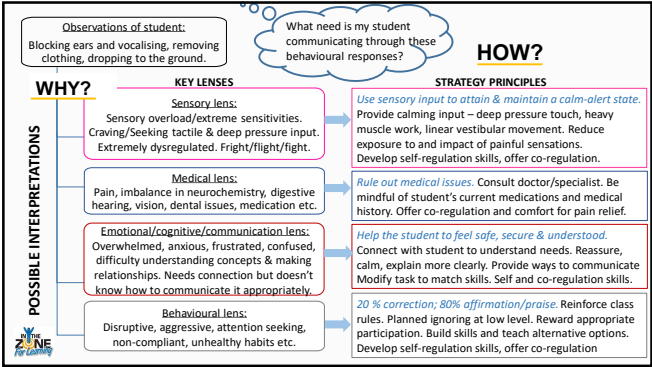 Observations of student:
Blocking ears and vocalising, removing
clothing, dropping to the ground.
What need is my student
communicating through these
behavioural responses?
HOW?
WHY?
KEY LENSES
STRATEGY PRINCIPLES
POSSIBLE INTERPRETATIONS
Sensory lens:
Sensory overload/extreme sensitivities.
Craving/Seeking tactile & deep pressure input.
Extremely dysregulated. Fright/flight/fight.
Use sensory input to attain & maintain a calm-alert state.
Provide calming input – deep pressure touch, heavy
muscle work, linear vestibular movement. Reduce
exposure to and impact of painful sensations.
Develop self-regulation skills, offer co-regulation.
Medical lens:
Pain, imbalance in neurochemistry, digestive
hearing, vision, dental issues, medication etc.
Rule out medical issues. Consult doctor/specialist. Be
mindful of student's current medications and medical
history. Offer co-regulation and comfort for pain relief.
Emotional/cognitive/communication lens:
Overwhelmed, anxious, frustrated, confused,
difficulty understanding concepts & making
relationships. Needs connection but doesn't
know how to communicate it appropriately.
Help the student to feel safe, secure & understood.
Connect with student to understand needs. Reassure,
calm, explain more clearly. Provide ways to communicate
Modify task to match skills. Self and co-regulation skills.
Behavioural lens:
Disruptive, aggressive, attention seeking,
non-compliant, unhealthy habits etc.
20 % correction; 80% affirmation/praise. Reinforce class
rules. Planned ignoring at low level. Reward appropriate
participation. Build skills and teach alternative options.
Develop self-regulation skills, offer co-regulation
IN THE
ZONE
For Learning